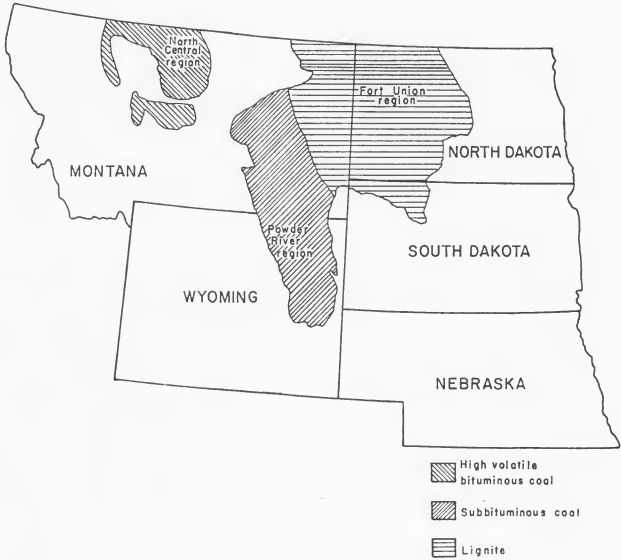 North
Central
region
Fort Union
region
NORTH DAKOTA
MONTANA
Powder
River
region
SOUTH DAKOTA
WYOMING
NEBRASKA
High volatile
bituminous coal
Subbituminous coal
Lignite